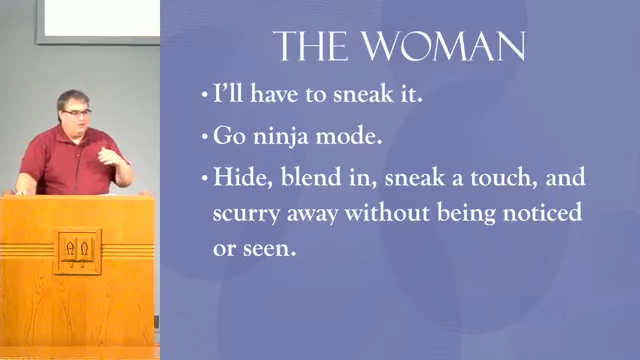 THE WOMAN
• I'll have to sneak it.
• Go ninja mode.
• Hide, blend in, sneak a touch, and
scurry away without being noticed
or seen.
Α Ω